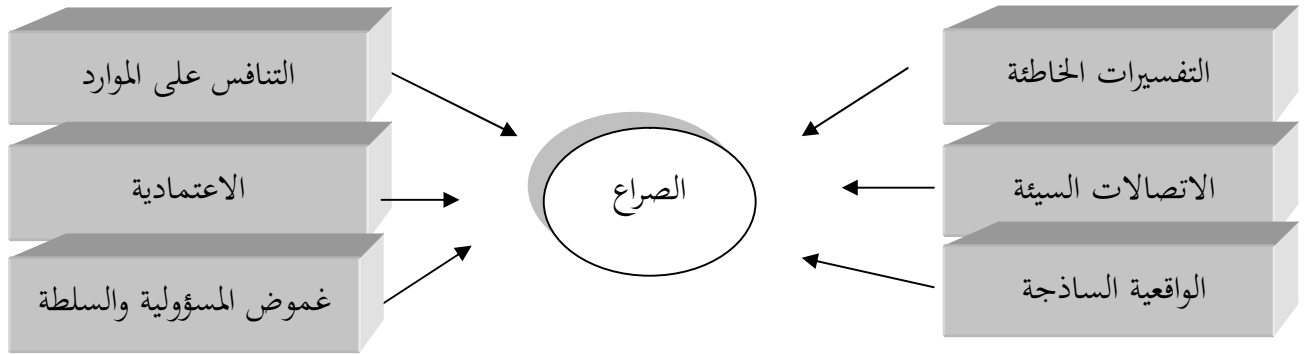 التفسيرات الخاطئة
التنافس على الموارد
الاتصالات السيئة
الصراع
الاعتمادية
الواقعية الساذجة
غموض المسؤولية والسلطة